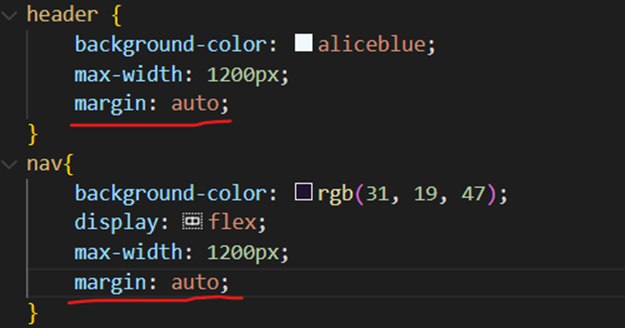 header {
background-color: aliceblue;
max-width: 1200px;
margin: auto;
}
nav{
background-color: rgb(31, 19, 47);
display: flex;
max-width: 1200px;
margin: auto;
}